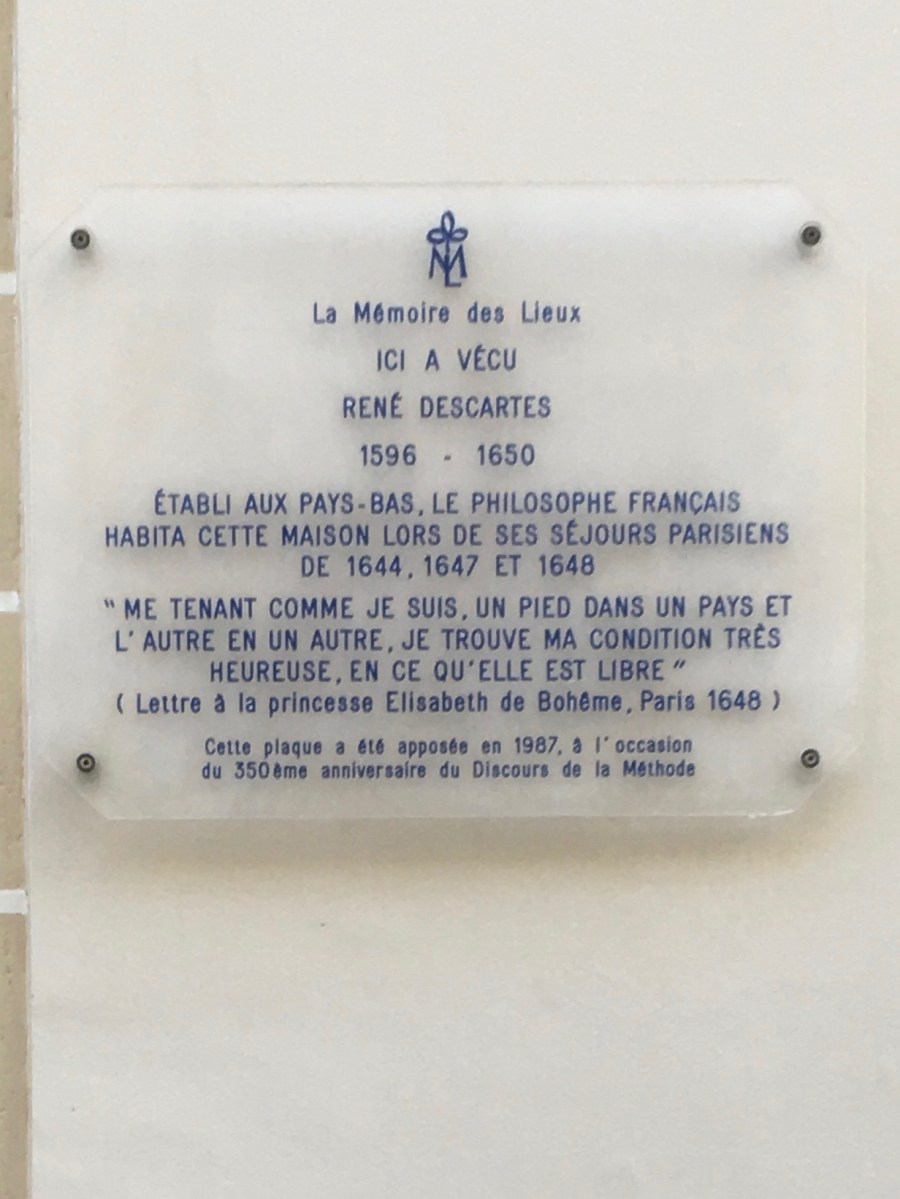 ML
La Mémoire des Lieux
ICI A VÉCU
RENÉ DESCARTES
1596 - 1650
ÉTABLI AUX PAYS-BAS, LE PHILOSOPHE FRANÇAIS
HABITA CETTE MAISON LORS DE SES SÉJOURS PARISIENS
DE 1644, 1647 ET 1648
" ME TENANT COMME JE SUIS, UN PIED DANS UN PAYS ET
L' AUTRE EN UN AUTRE, JE TROUVE MA CONDITION TRÊS
HEUREUSE, EN CE QU'ELLE EST LIBRE "
( Lettre à la princesse Elisabeth de Bohême, Paris 1648 )
Cette plaque a été apposée en 1987, à l'occasion
du 350ème anniversaire du Discours de la Méthode